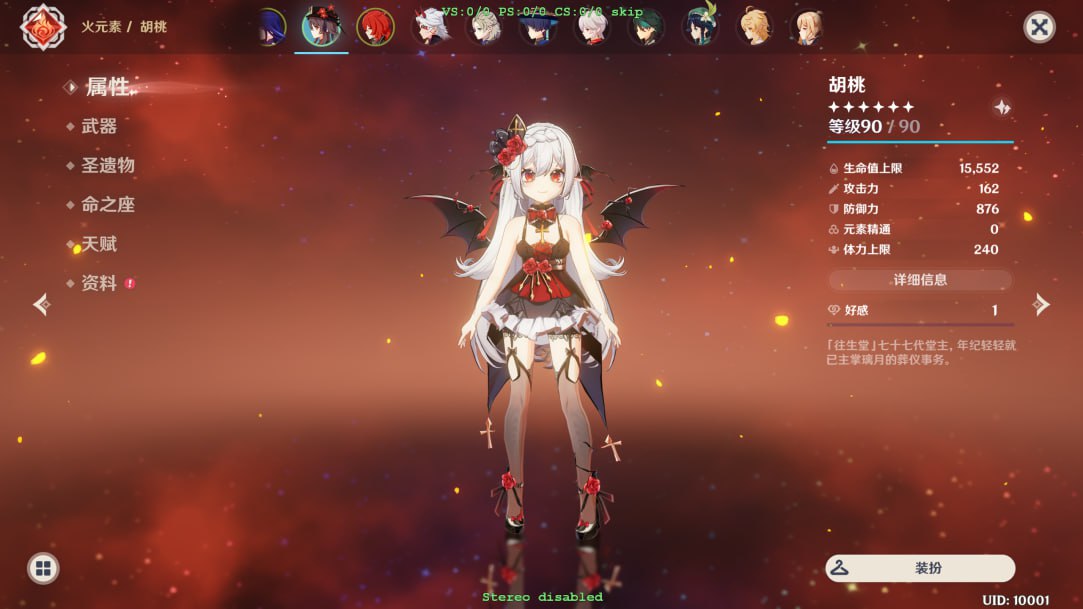 VS:0/0 PS:0/0 CS:0/0 skip
火元素 / 胡桃
属性
武器
圣遗物
命之座
天赋
资料
胡桃
等级90 / 90
生命值上限 15,552
攻击力 162
防御力 876
元素精通 0
体力上限 240
详细信息
好感 1
「往生堂」七十七代堂主，年纪轻轻就
已主掌璃月的葬仪事务。
装扮
Stereo disabled
UID: 10001